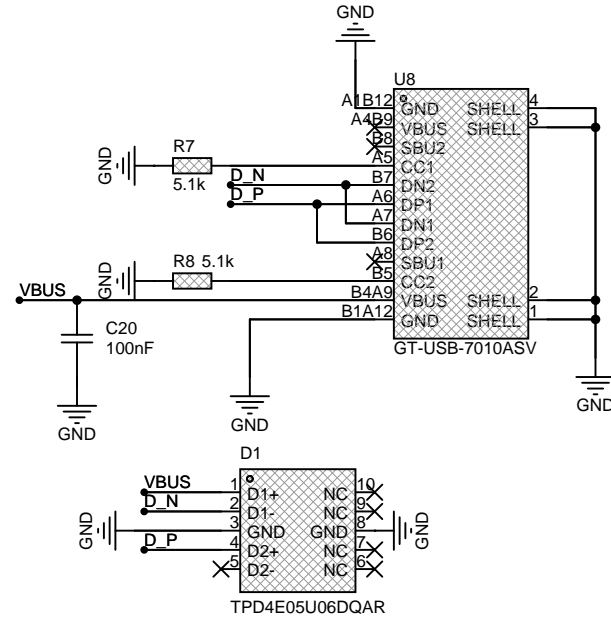 GND
U8
A1B12 GND SHELL 4
A4B9 VBUS SHELL 3
B8 SBU2
R7
GND
5.1k
A5 CC1
D_N B7 DN2
D_P A6 DP1
A7 DN1
B6 DP2
A8 SBU1
R8 5.1k
GND
B5 CC2
VBUS B4A9 VBUS SHELL 2
B1A12 GND SHELL 1
C20
100nF
GT-USB-7010ASV
GND
GND
GND
D1
VBUS 1 D1+ NC 10
D_N 2 D1- NC 9
GND 3 GND GND 8 GND
D_P 4 D2+ NC 7
5 D2- NC 6
TPD4E05U06DQAR